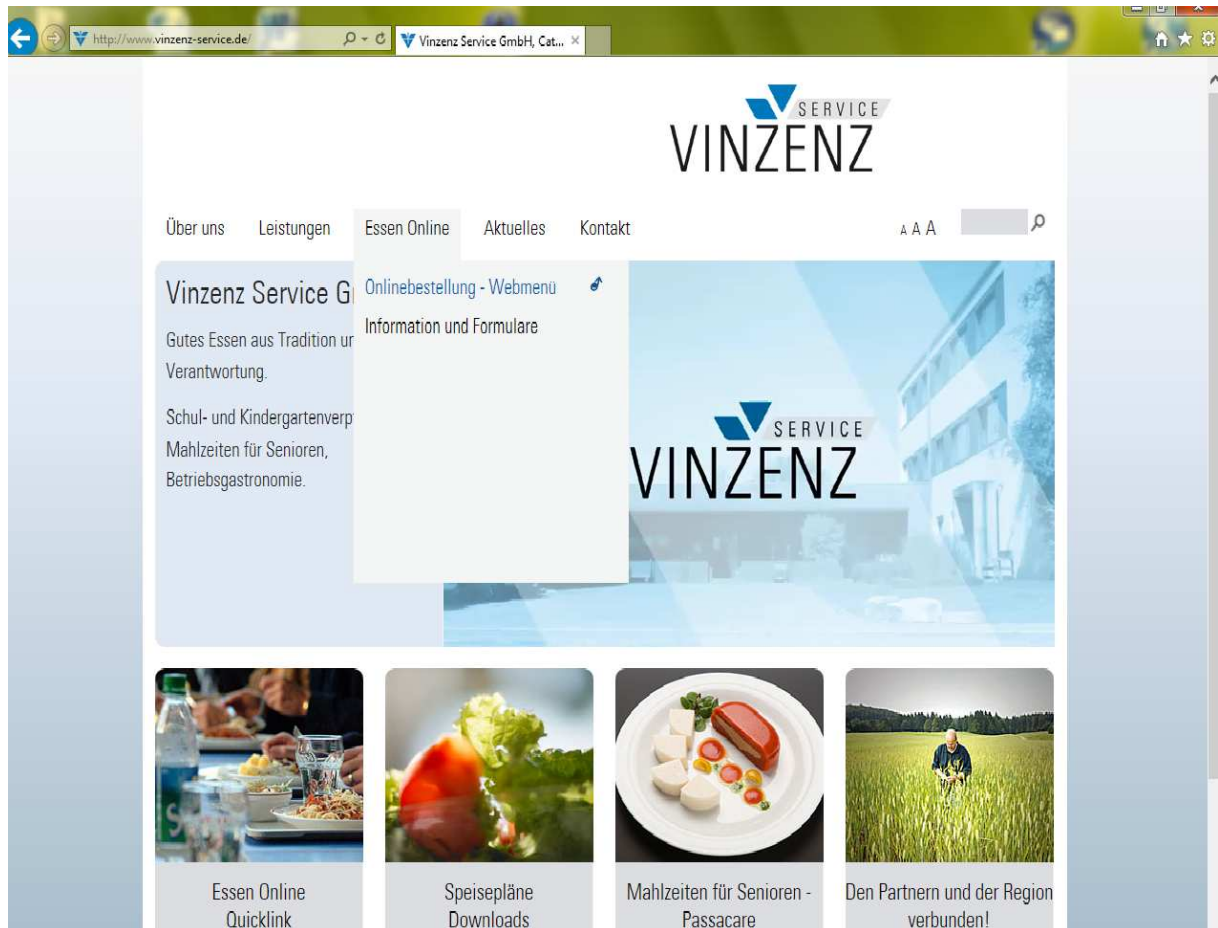 http://www.vinzenz-service.de/
Vinzenz Service GmbH, Cat...
SERVICE
VINZENZ
Über uns Leistungen Essen Online Aktuelles Kontakt
A A A
Vinzenz Service G
Onlinebestellung - Webmenü
Information und Formulare
Gutes Essen aus Tradition un
Verantwortung.
Schul- und Kindergartenverp
Mahlzeiten für Senioren,
Betriebsgastronomie.
SERVICE
VINZENZ
Essen Online
Quicklink
Speisepläne
Downloads
Mahlzeiten für Senioren -
Passacare
Den Partnern und der Region
verbunden!